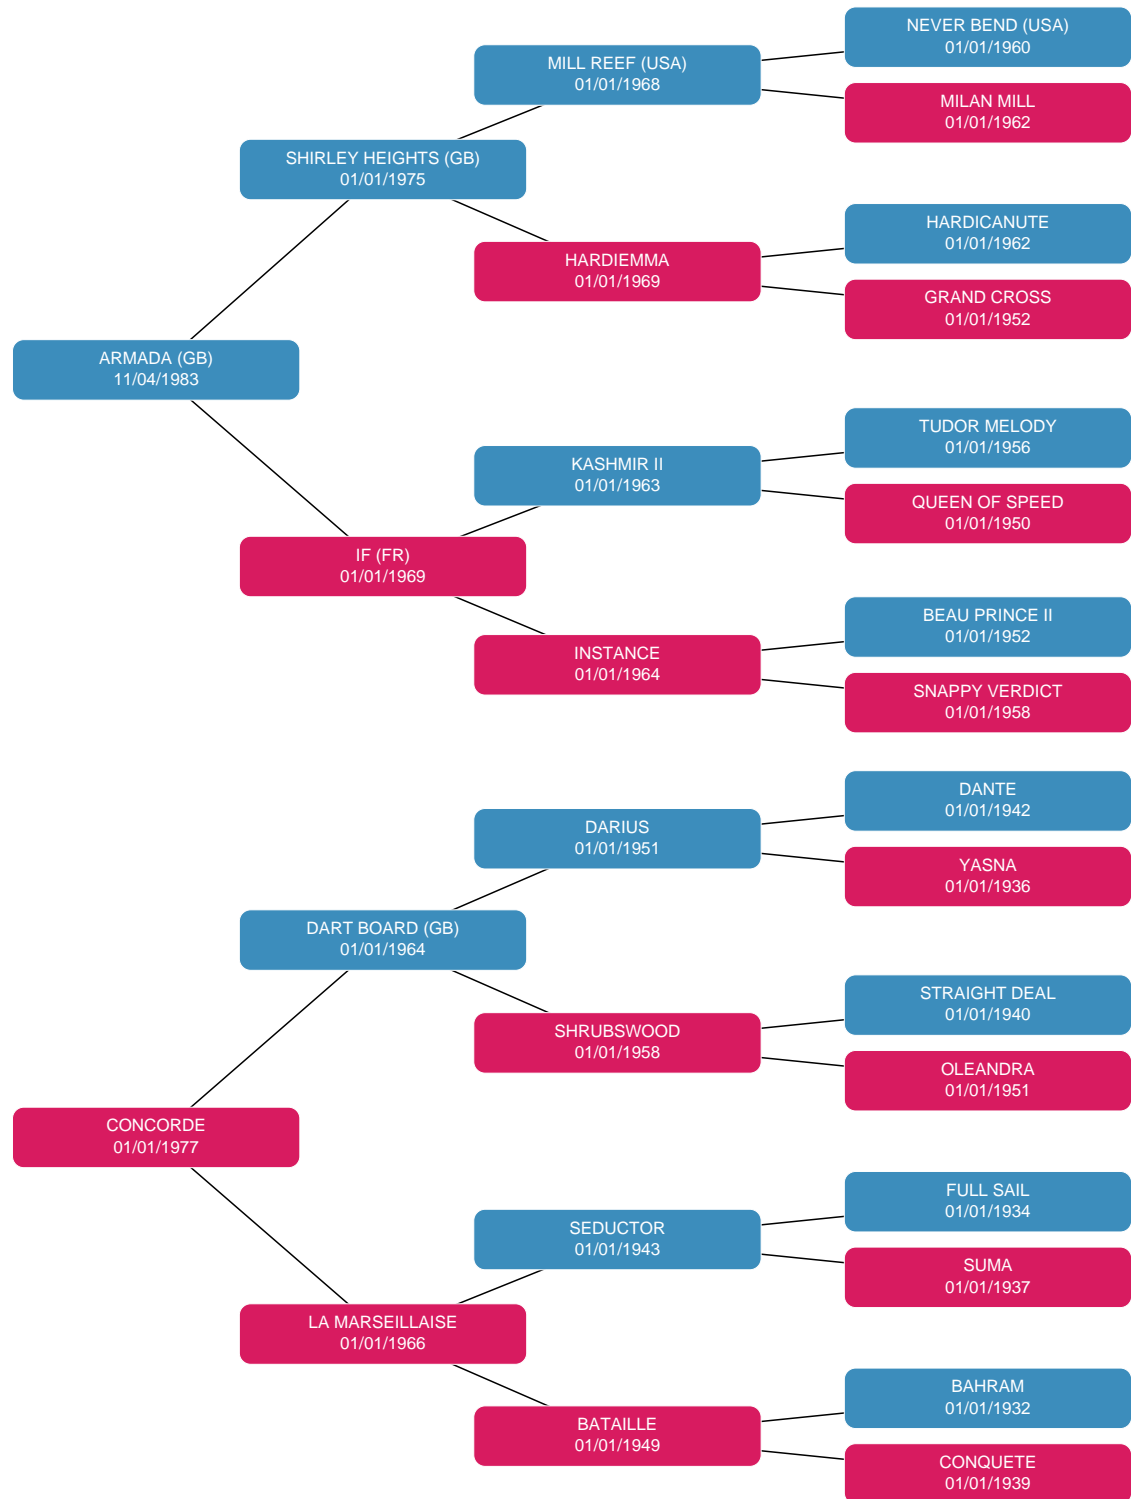 NEVER BEND (USA)
01/01/1960
MILL REEF (USA)
01/01/1968
MILAN MILL
01/01/1962
SHIRLEY HEIGHTS (GB)
01/01/1975
HARDICANUTE
01/01/1962
HARDIEMMA
01/01/1969
GRAND CROSS
01/01/1952
ARMADA (GB)
11/04/1983
TUDOR MELODY
01/01/1956
KASHMIR II
01/01/1963
QUEEN OF SPEED
01/01/1950
IF (FR)
01/01/1969
BEAU PRINCE II
01/01/1952
INSTANCE
01/01/1964
SNAPPY VERDICT
01/01/1958
DANTE
01/01/1942
DARIUS
01/01/1951
YASNA
01/01/1936
DART BOARD (GB)
01/01/1964
STRAIGHT DEAL
01/01/1940
SHRUBSWOOD
01/01/1958
OLEANDRA
01/01/1951
CONCORDE
01/01/1977
FULL SAIL
01/01/1934
SEDUCTOR
01/01/1943
SUMA
01/01/1937
LA MARSEILLAISE
01/01/1966
BAHRAM
01/01/1932
BATAILLE
01/01/1949
CONQUETE
01/01/1939